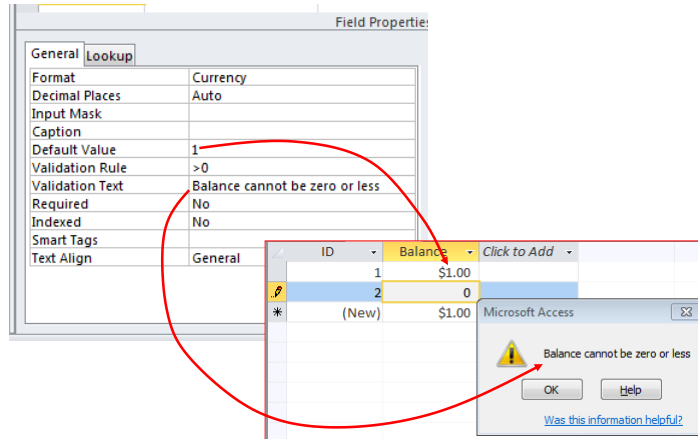 Field Properties
General Lookup
Format Currency
Decimal Places Auto
Input Mask
Caption
Default Value 1
Validation Rule >0
Validation Text Balance cannot be zero or less
Required No
Indexed No
Smart Tags
Text Align General
ID Balance Click to Add
1 $1.00
2 0
* (New) $1.00
Microsoft Access
Balance cannot be zero or less
OK Help
Was this information helpful?